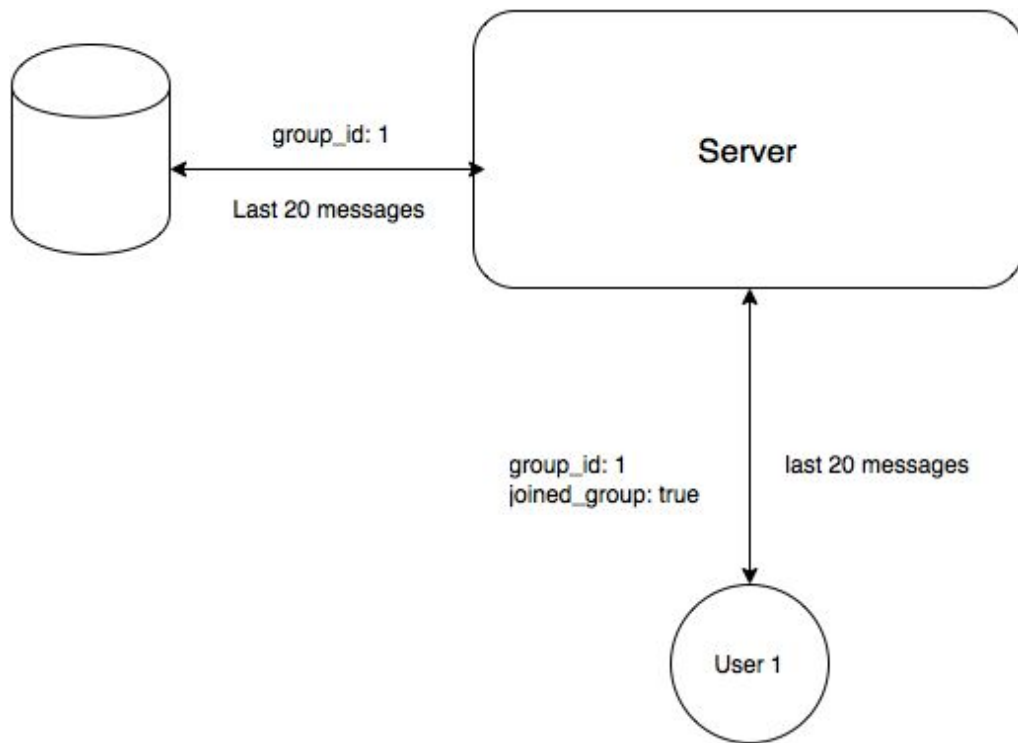 group_id: 1
Server
Last 20 messages
group_id: 1
joined_group: true
last 20 messages
User 1